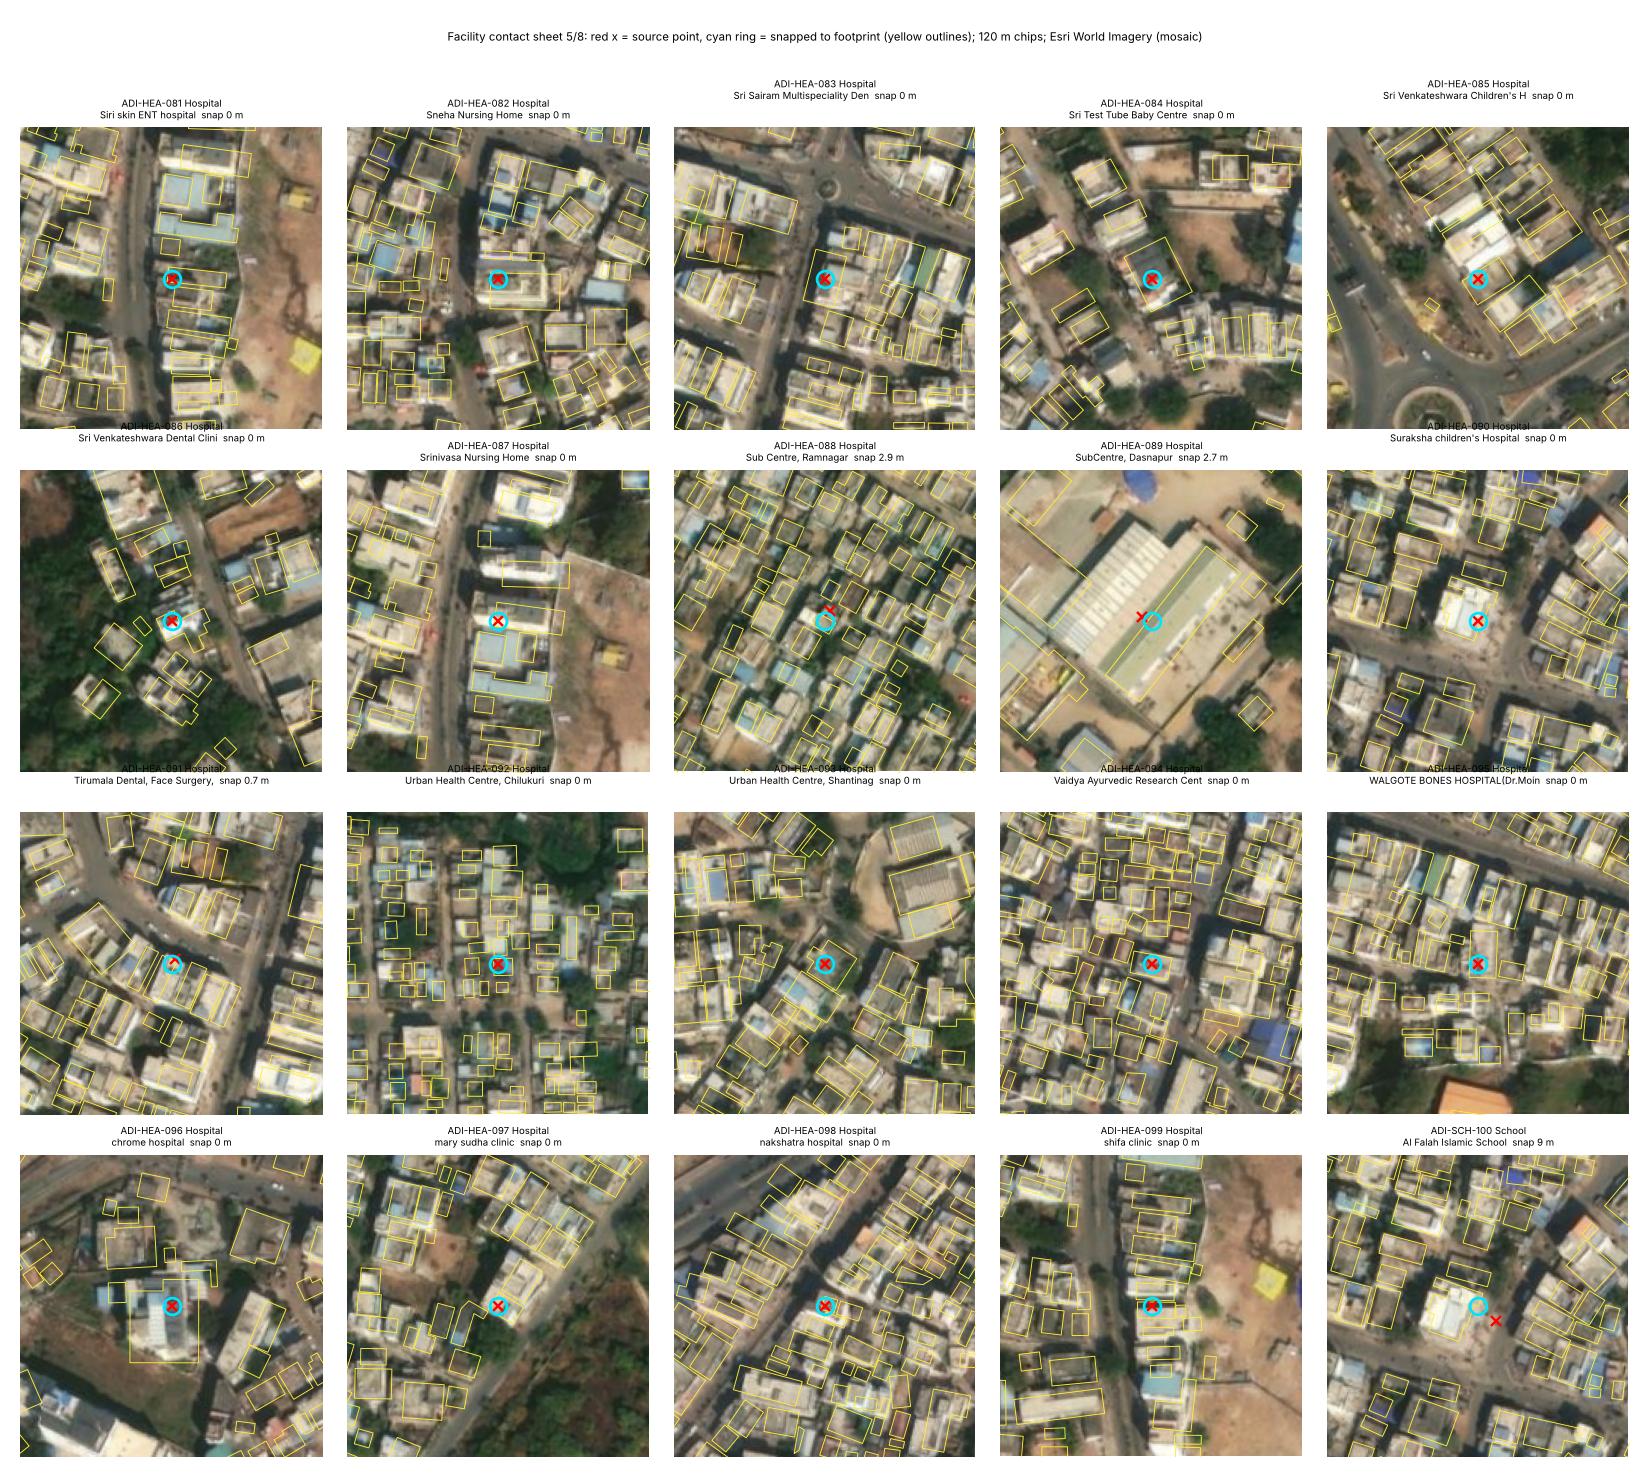 Facility contact sheet 5/8: red x = source point, cyan ring = snapped to footprint (yellow outlines); 120 m chips; Esri World Imagery (mosaic)
ADI-HEA-081 Hospital
Siri skin ENT hospital  snap 0 m
ADI-HEA-082 Hospital
Sneha Nursing Home  snap 0 m
ADI-HEA-083 Hospital
Sri Sairam Multispeciality Den  snap 0 m
ADI-HEA-084 Hospital
Sri Test Tube Baby Centre  snap 0 m
ADI-HEA-085 Hospital
Sri Venkateshwara Children's H  snap 0 m
ADI-HEA-086 Hospital
Sri Venkateshwara Dental Clini  snap 0 m
ADI-HEA-087 Hospital
Srinivasa Nursing Home  snap 0 m
ADI-HEA-088 Hospital
Sub Centre, Ramnagar  snap 2.9 m
ADI-HEA-089 Hospital
SubCentre, Dasnapur  snap 2.7 m
ADI-HEA-090 Hospital
Suraksha children's Hospital  snap 0 m
ADI-HEA-091 Hospital
Tirumala Dental, Face Surgery,  snap 0.7 m
ADI-HEA-092 Hospital
Urban Health Centre, Chilukuri  snap 0 m
ADI-HEA-093 Hospital
Urban Health Centre, Shantinag  snap 0 m
ADI-HEA-094 Hospital
Vaidya Ayurvedic Research Cent  snap 0 m
ADI-HEA-095 Hospital
WALGOTE BONES HOSPITAL(Dr.Moin  snap 0 m
ADI-HEA-096 Hospital
chrome hospital  snap 0 m
ADI-HEA-097 Hospital
mary sudha clinic  snap 0 m
ADI-HEA-098 Hospital
nakshatra hospital  snap 0 m
ADI-HEA-099 Hospital
shifa clinic  snap 0 m
ADI-SCH-100 School
Al Falah Islamic School  snap 9 m